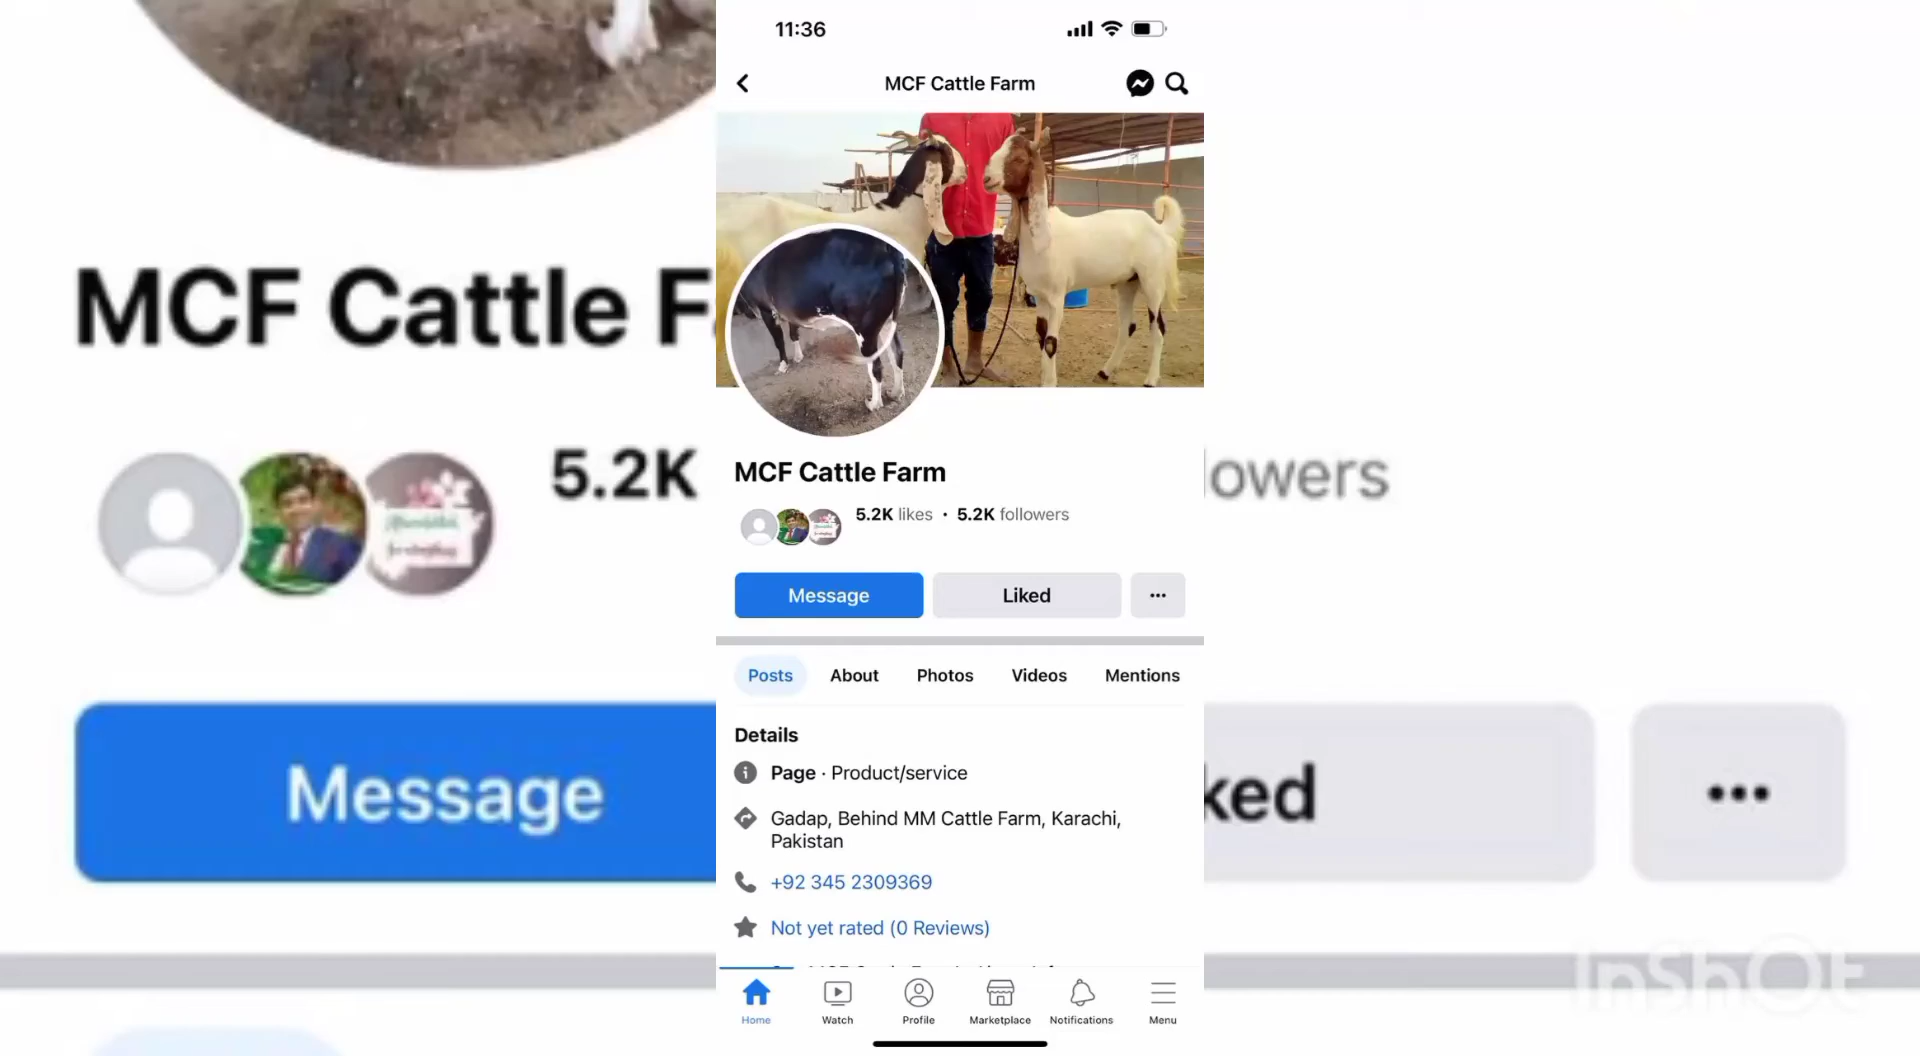 11:36
MCF Cattle Farm
MCF Cattle Farm
5.2K likes • 5.2K followers
Message
Liked
Posts
About
Photos
Videos
Mentions
Details
Page · Product/service
Gadap, Behind MM Cattle Farm, Karachi,
Pakistan
+92 345 2309369
Not yet rated (0 Reviews)
Home
Watch
Profile
Marketplace
Notifications
Menu
MCF Cattle F
5.2K
owers
Message
ked
InShOt